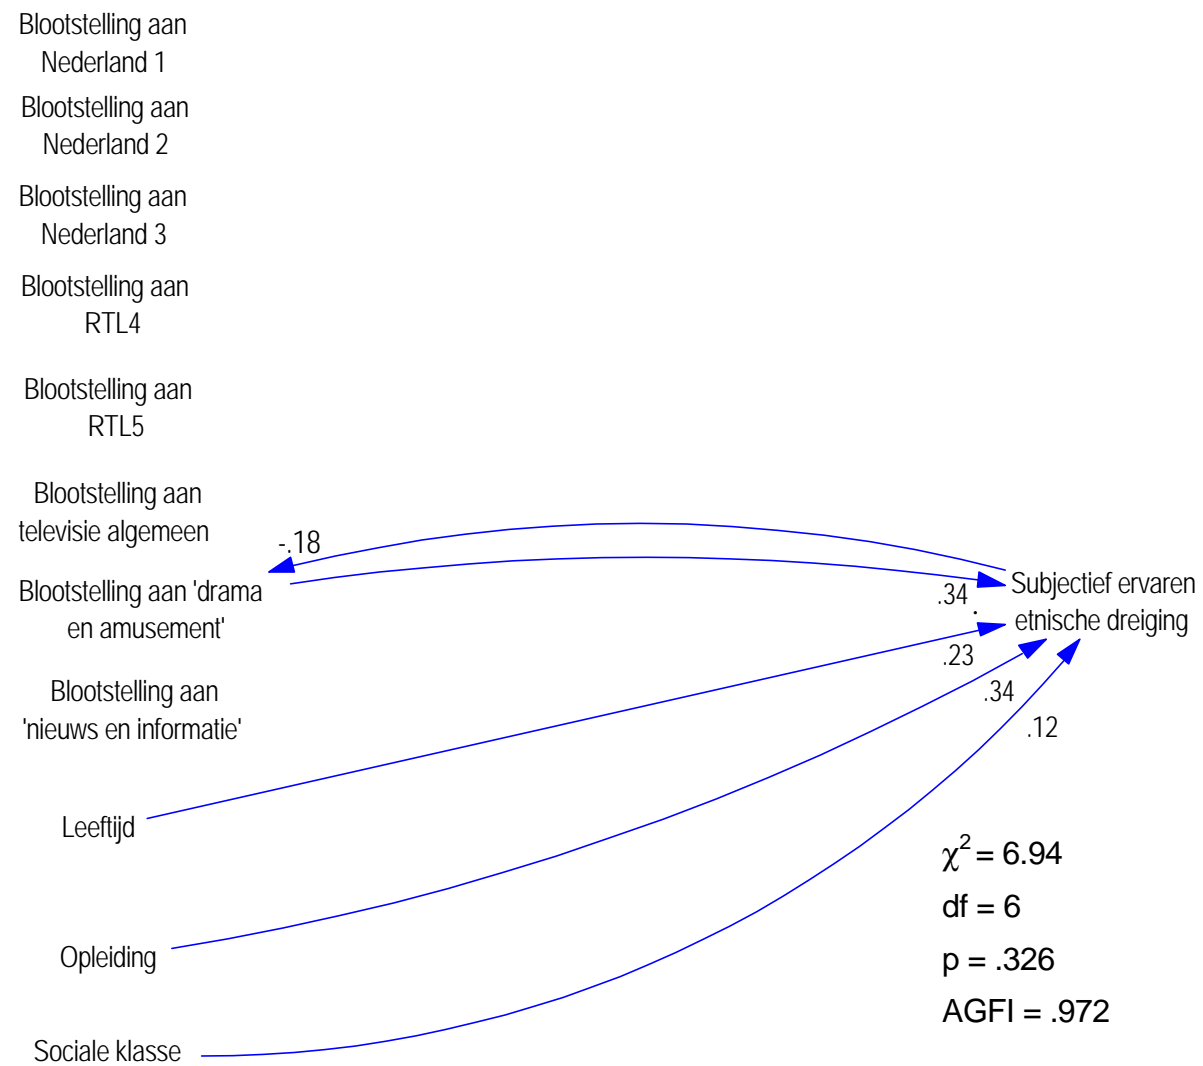 Blootstelling aan
Nederland 1
Blootstelling aan
Nederland 2
Blootstelling aan
Nederland 3
Blootstelling aan
RTL4
Blootstelling aan
RTL5
Blootstelling aan
televisie algemeen
-.18
Blootstelling aan 'drama
en amusement'
Subjectief ervaren
etnische dreiging
.34
.
.23
.34
.12
Blootstelling aan
'nieuws en informatie'
Leeftijd
Opleiding
Sociale klasse
χ² = 6.94
df = 6
p = .326
AGFI = .972